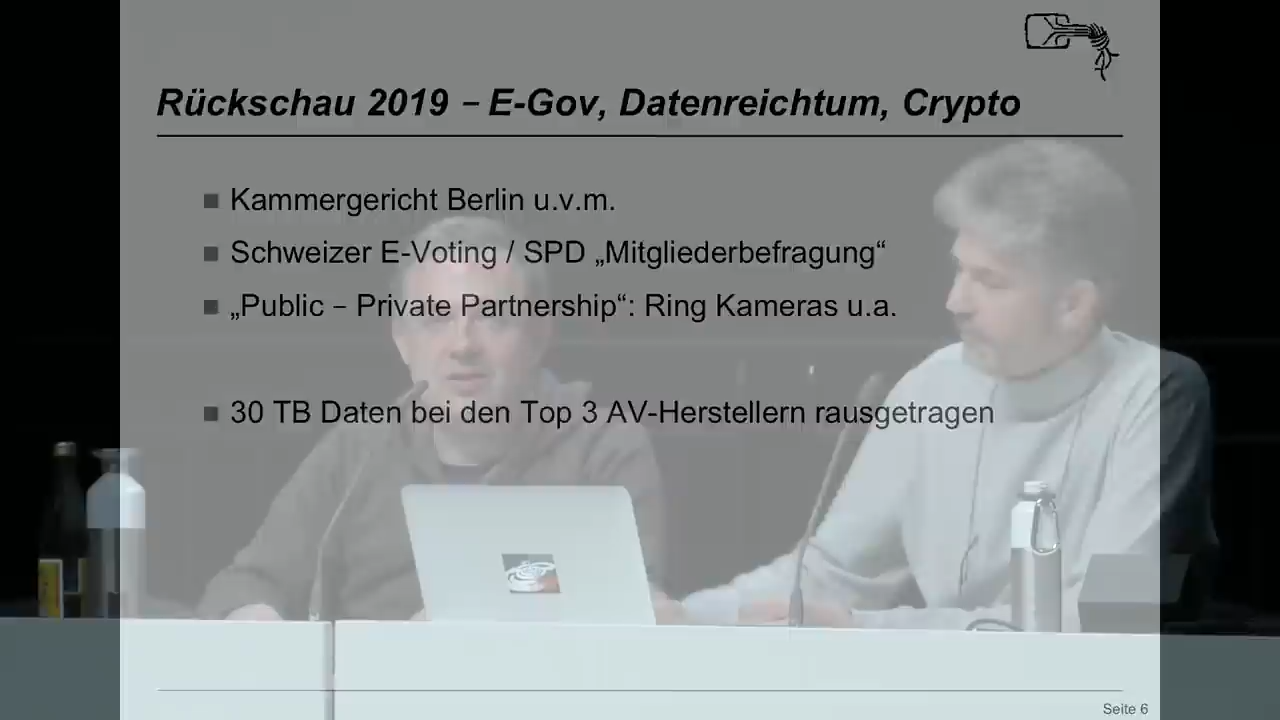 Rückschau 2019 – E-Gov, Datenreichtum, Crypto
Kammergericht Berlin u.v.m.
Schweizer E-Voting / SPD „Mitgliederbefragung“
„Public – Private Partnership“: Ring Kameras u.a.
30 TB Daten bei den Top 3 AV-Herstellern rausgetragen
Seite 6